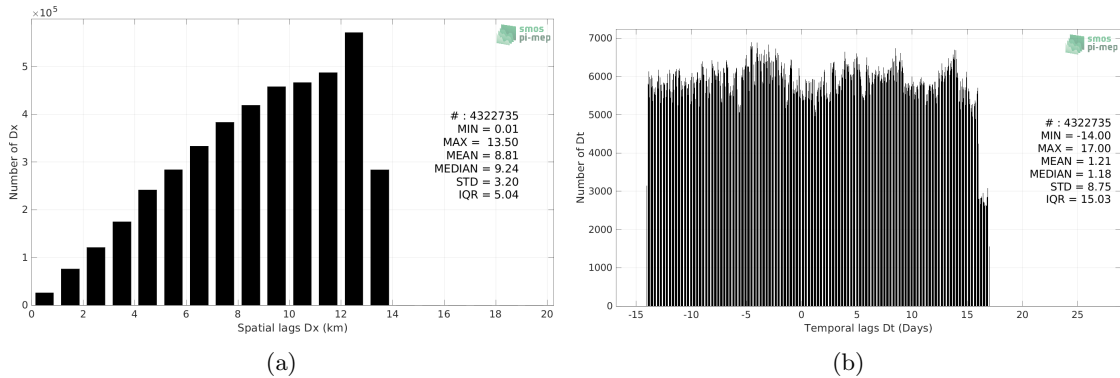 ×10⁵
5
4
3
2
1
0
Number of Dx
0 2 4 6 8 10 12 14 16 18 20
Spatial lags Dx (km)
smos
pi-mep
# : 4322735
MIN = 0.01
MAX = 13.50
MEAN = 8.81
MEDIAN = 9.24
STD = 3.20
IQR = 5.04
(a)
7000
6000
5000
4000
3000
2000
1000
0
Number of Dt
-15 -10 -5 0 5 10 15 20 25
Temporal lags Dt (Days)
smos
pi-mep
# : 4322735
MIN = -14.00
MAX = 17.00
MEAN = 1.21
MEDIAN = 1.18
STD = 8.75
IQR = 15.03
(b)